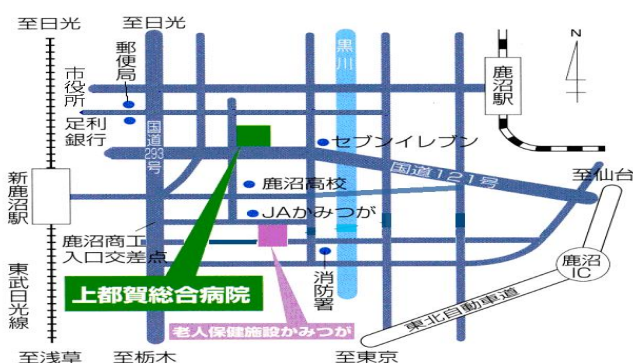 至日光
至日光
郵便局
市役所
足利
銀行
国道
293
号
黒川
N
鹿沼駅
セブンイレブン
国道121号
至仙台
新鹿沼駅
鹿沼高校
JAかみつが
鹿沼商工
入口交差点
消防署
鹿沼
IC
上都賀総合病院
東武日光線
老人保健施設かみつが
東北自動車道
至浅草
至栃木
至東京